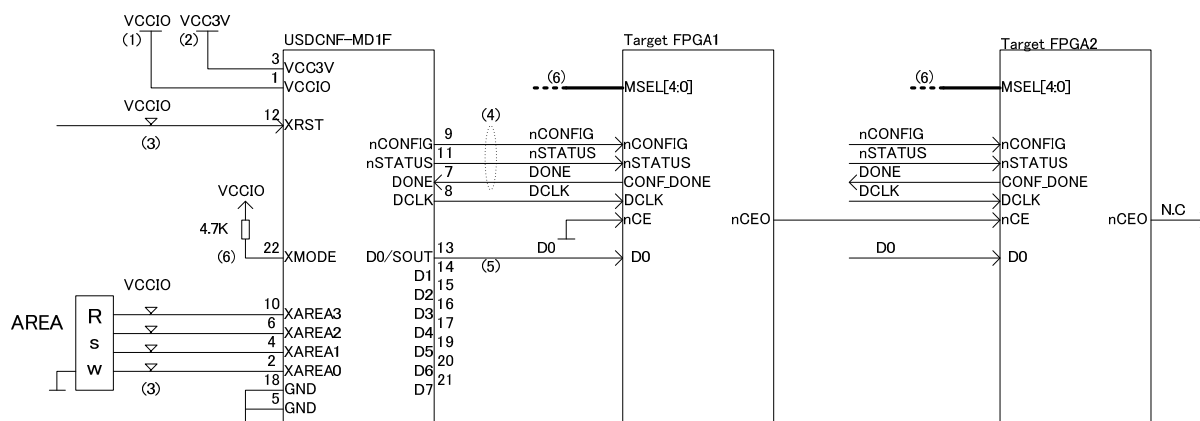 VCCIO VCC3V
(1) (2)
USDCNF-MD1F
Target FPGA1
Target FPGA2
3 VCC3V
1 VCCIO
(6) MSEL[4:0]
(6) MSEL[4:0]
VCCIO
12 XRST
(3)
(4)
nCONFIG 9 nCONFIG nCONFIG
nSTATUS 11 nSTATUS nSTATUS
DONE 7 DONE CONF_DONE
DCLK 8 DCLK DCLK
nCE nCEO
nCONFIG nCONFIG
nSTATUS nSTATUS
DONE CONF_DONE
DCLK DCLK
nCE nCEO N.C
VCCIO
4.7K
(6)
22 XMODE
D0/SOUT 13 D0 D0
(5)
D0 D0
D1 14
D2 15
D3 16
D4 17
D5 19
D6 20
D7 21
VCCIO
AREA
R
s
w
10 XAREA3
6 XAREA2
4 XAREA1
2 XAREA0
(3)
18 GND
5 GND